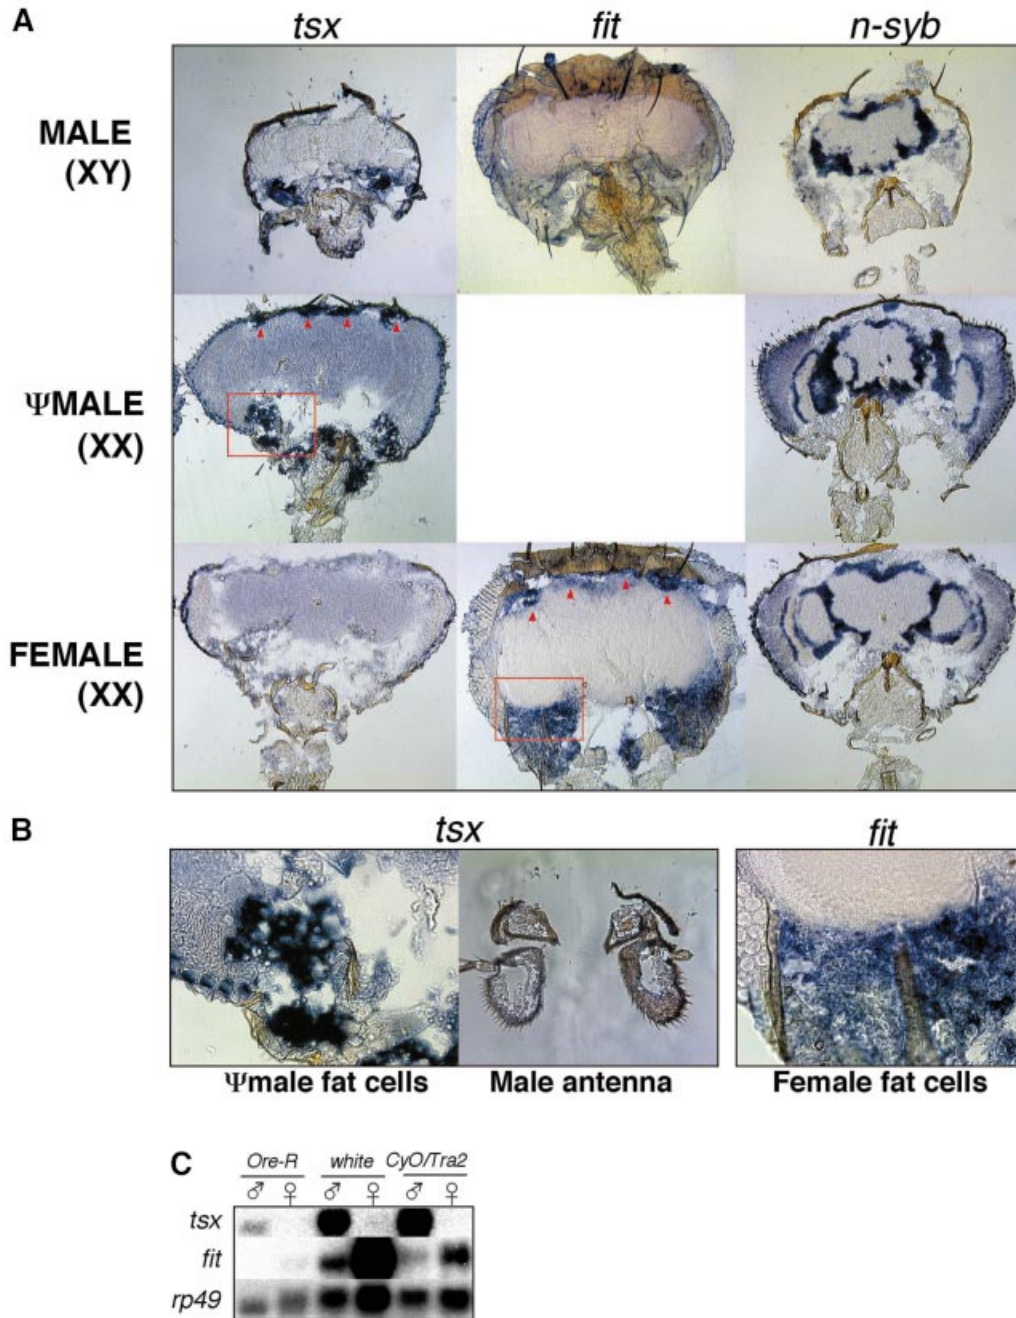 A
tsx fit n-syb
MALE
(XY)
ΨMALE
(XX)
FEMALE
(XX)
B
tsx fit
Ψmale fat cells Male antenna Female fat cells
C
Ore-R white CyO/Tra2
♂ ♀ ♂ ♀ ♂ ♀
tsx
fit
rp49